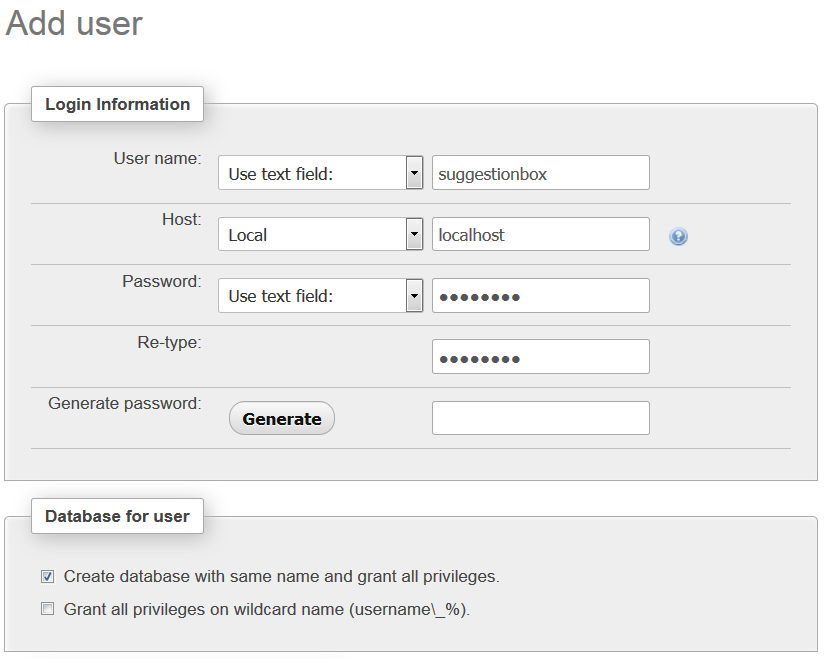 Add user
Login Information
User name: Use text field: suggestionbox
Host: Local localhost
Password: Use text field: ●●●●●●●●
Re-type: ●●●●●●●●
Generate password: Generate
Database for user
Create database with same name and grant all privileges.
Grant all privileges on wildcard name (username\_%).